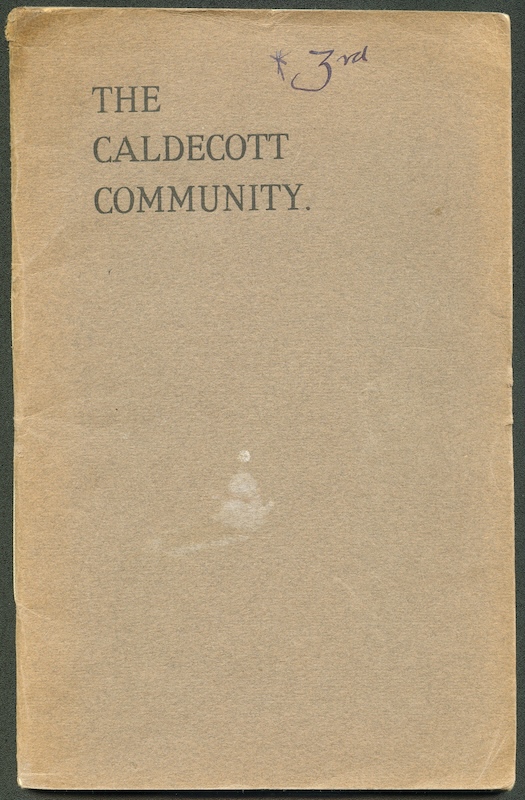 * 3rd
THE
CALDECOTT
COMMUNITY.